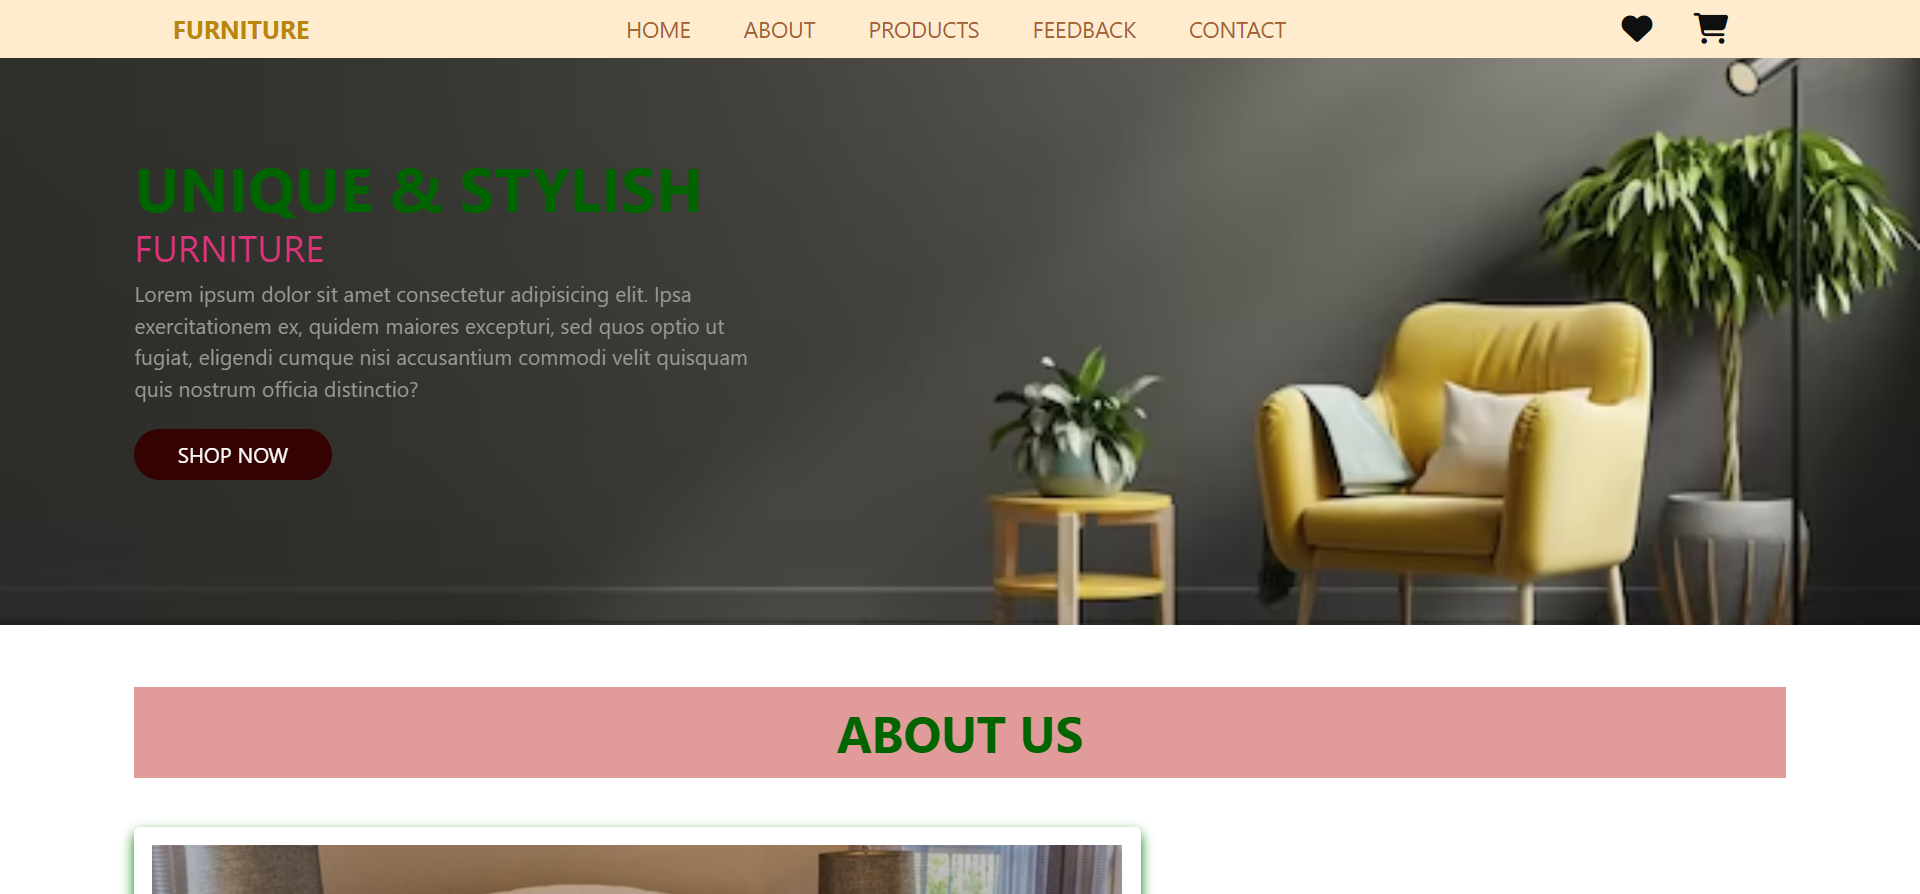 FURNITURE
HOME ABOUT PRODUCTS FEEDBACK CONTACT
UNIQUE & STYLISH
FURNITURE
Lorem ipsum dolor sit amet consectetur adipisicing elit. Ipsa
exercitationem ex, quidem maiores excepturi, sed quos optio ut
fugiat, eligendi cumque nisi accusantium commodi velit quisquam
quis nostrum officia distinctio?
SHOP NOW
ABOUT US